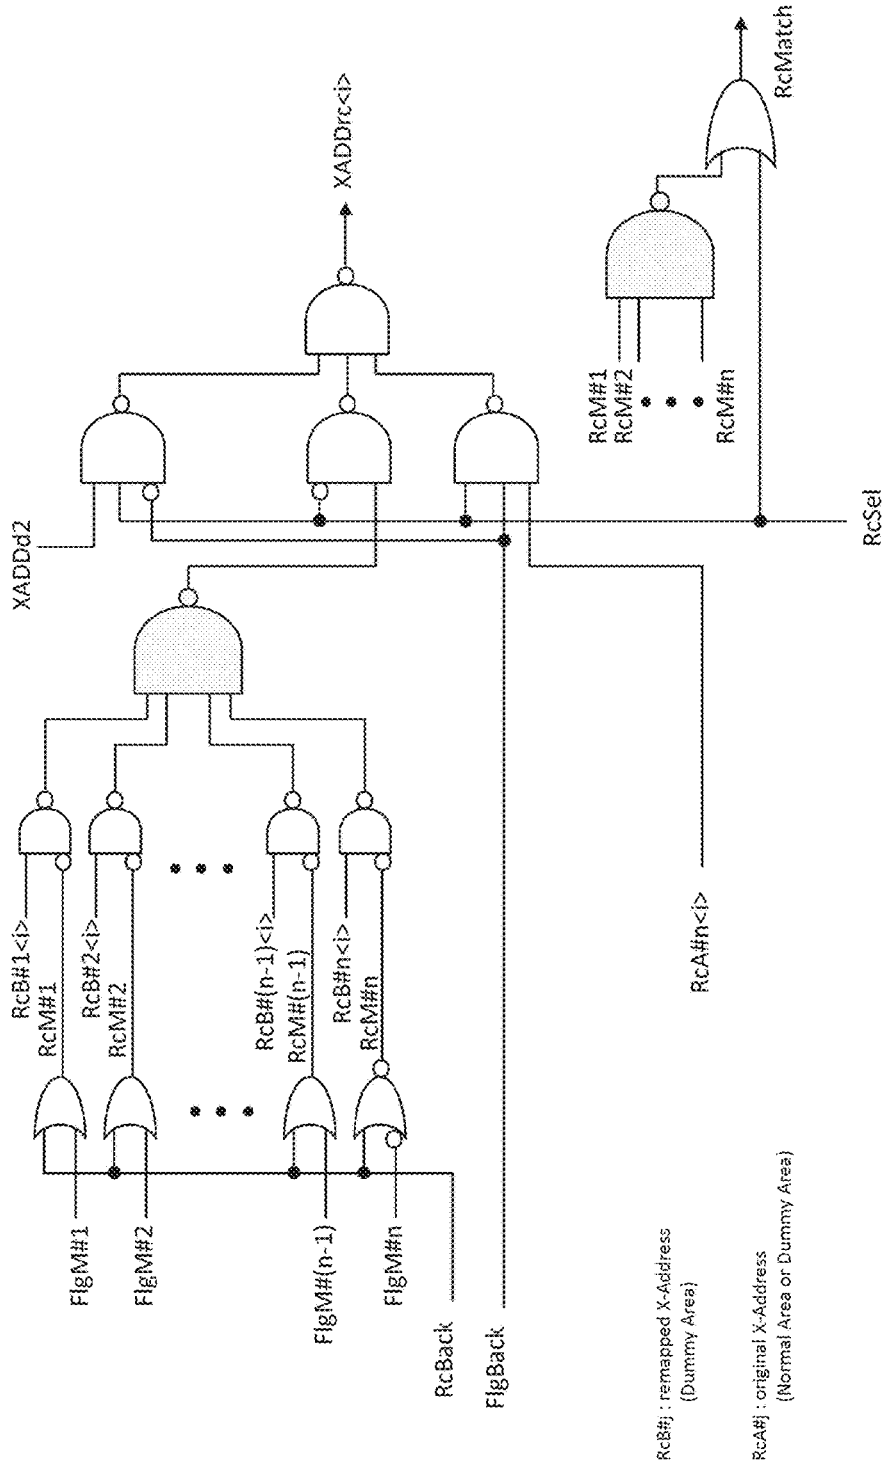 FlgM#1
FlgM#2
FlgM#(n-1)
FlgM#n
RcBack
FlgBack
RcB#1<i>
RcM#1
RcB#2<i>
RcM#2
RcB#(n-1)<i>
RcM#(n-1)
RcB#n<i>
RcM#n
XADDd2
RcA#n<i>
XADDrc<i>
RcM#1
RcM#2
RcM#n
RcSel
RcMatch
RcB#j : remapped X-Address
(Dummy Area)
RcA#j : original X-Address
(Normal Area or Dummy Area)